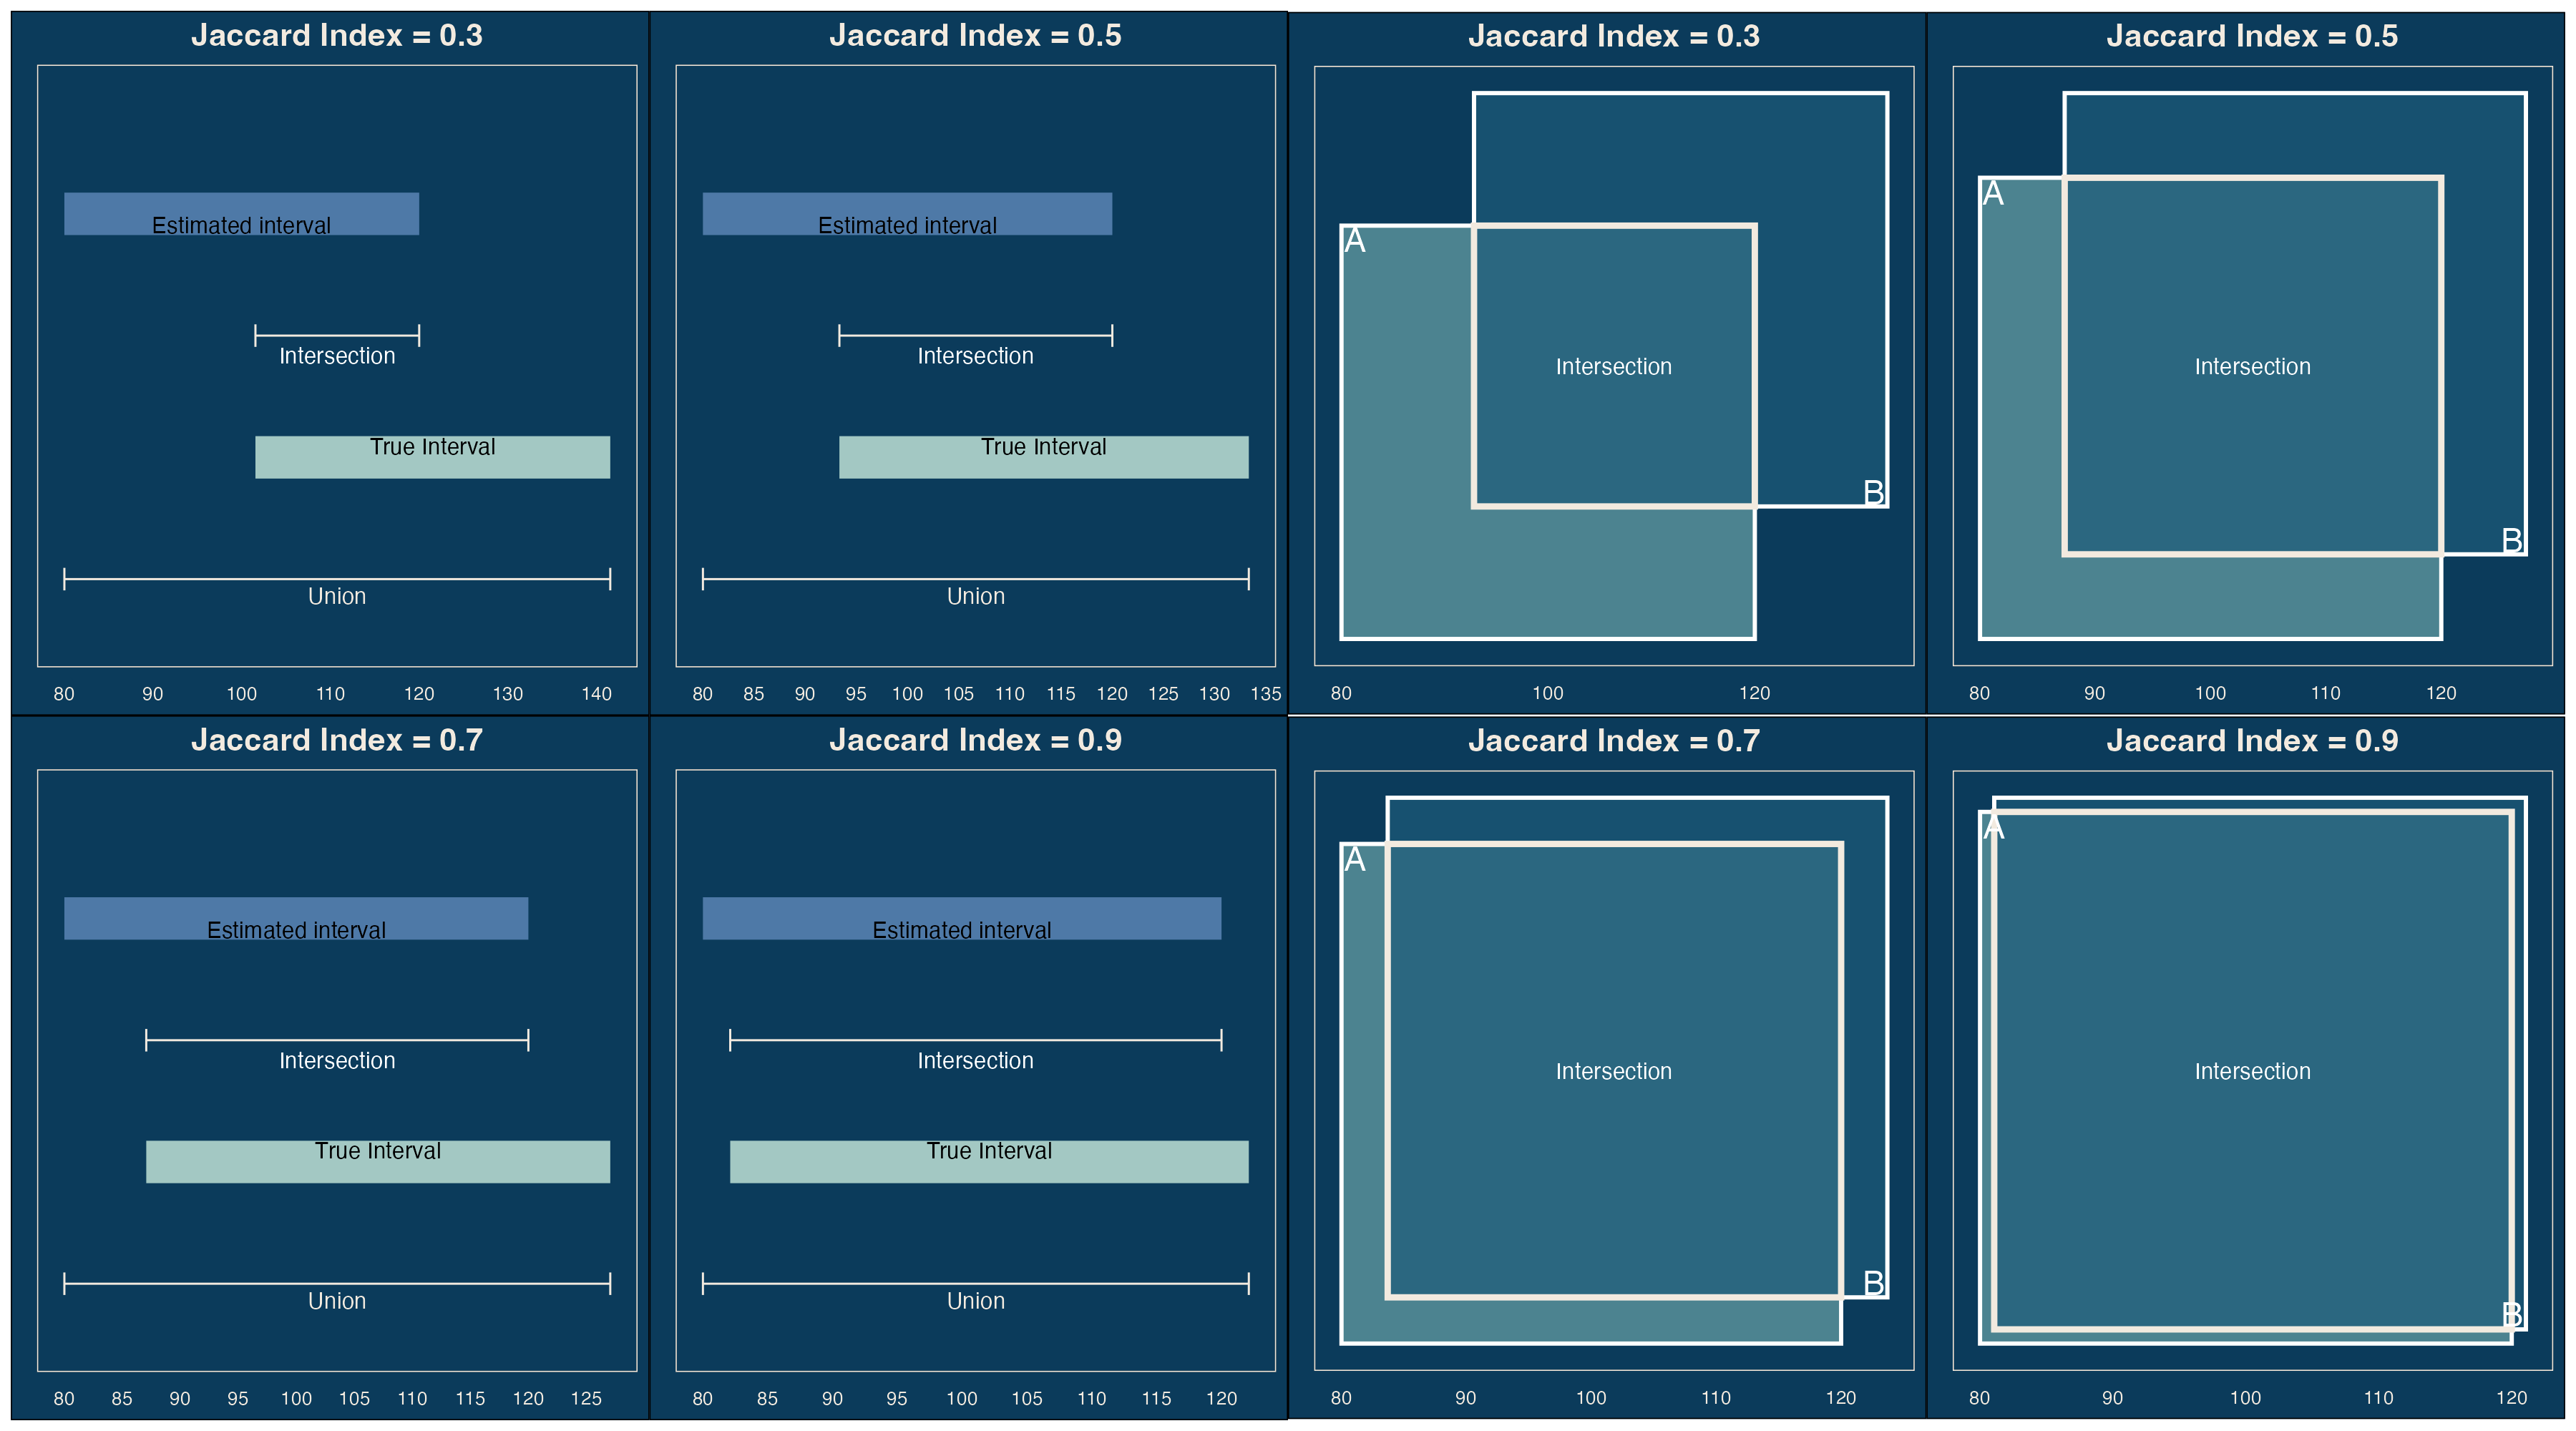 Jaccard Index = 0.3
Estimated interval
Intersection
True Interval
Union
80 90 100 110 120 130 140
Jaccard Index = 0.5
Estimated interval
Intersection
True Interval
Union
80 85 90 95 100 105 110 115 120 125 130 135
Jaccard Index = 0.3
A
Intersection
B
80 100 120
Jaccard Index = 0.5
A
Intersection
B
80 90 100 110 120
Jaccard Index = 0.7
Estimated interval
Intersection
True Interval
Union
80 85 90 95 100 105 110 115 120 125
Jaccard Index = 0.9
Estimated interval
Intersection
True Interval
Union
80 85 90 95 100 105 110 115 120
Jaccard Index = 0.7
A
Intersection
B
80 90 100 110 120
Jaccard Index = 0.9
A
Intersection
B
80 90 100 110 120